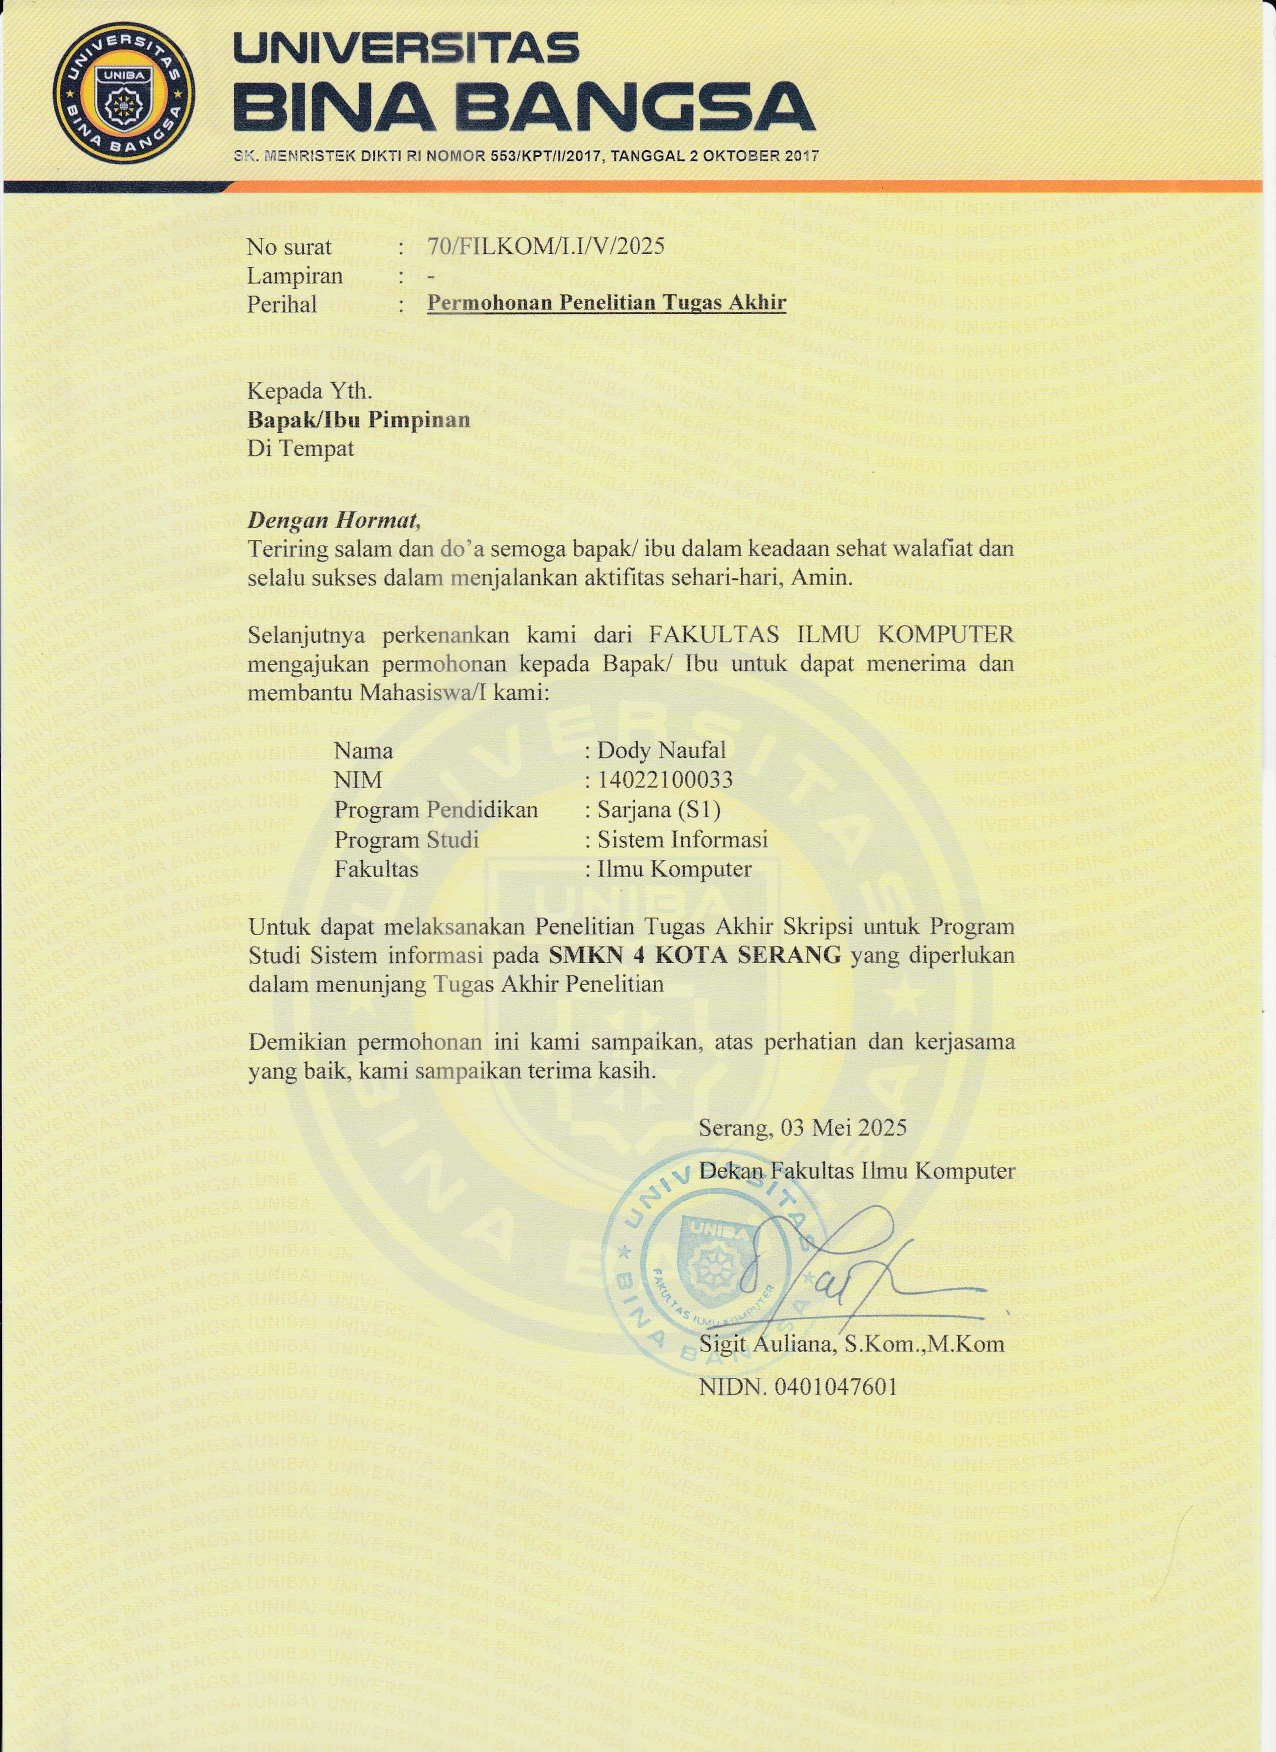 UNIVERSITAS
BINA BANGSA
SK. MENRISTEK DIKTI RI NOMOR 553/KPT/I/2017, TANGGAL 2 OKTOBER 2017
UNIVERSITAS
UNIBA
BINA BANGSA
No surat : 70/FILKOM/I.I/V/2025
Lampiran : -
Perihal : Permohonan Penelitian Tugas Akhir
Kepada Yth.
Bapak/Ibu Pimpinan
Di Tempat
Dengan Hormat,
Teriring salam dan do’a semoga bapak/ ibu dalam keadaan sehat walafiat dan
selalu sukses dalam menjalankan aktifitas sehari-hari, Amin.
Selanjutnya perkenankan kami dari FAKULTAS ILMU KOMPUTER
mengajukan permohonan kepada Bapak/ Ibu untuk dapat menerima dan
membantu Mahasiswa/I kami:
Nama : Dody Naufal
NIM : 14022100033
Program Pendidikan : Sarjana (S1)
Program Studi : Sistem Informasi
Fakultas : Ilmu Komputer
Untuk dapat melaksanakan Penelitian Tugas Akhir Skripsi untuk Program
Studi Sistem informasi pada SMKN 4 KOTA SERANG yang diperlukan
dalam menunjang Tugas Akhir Penelitian
Demikian permohonan ini kami sampaikan, atas perhatian dan kerjasama
yang baik, kami sampaikan terima kasih.
Serang, 03 Mei 2025
Dekan Fakultas Ilmu Komputer
UNIVERSITAS
UNIBA
FAKULTAS ILMU KOMPUTER
BINA BANGSA
Sigit Auliana, S.Kom.,M.Kom
NIDN. 0401047601